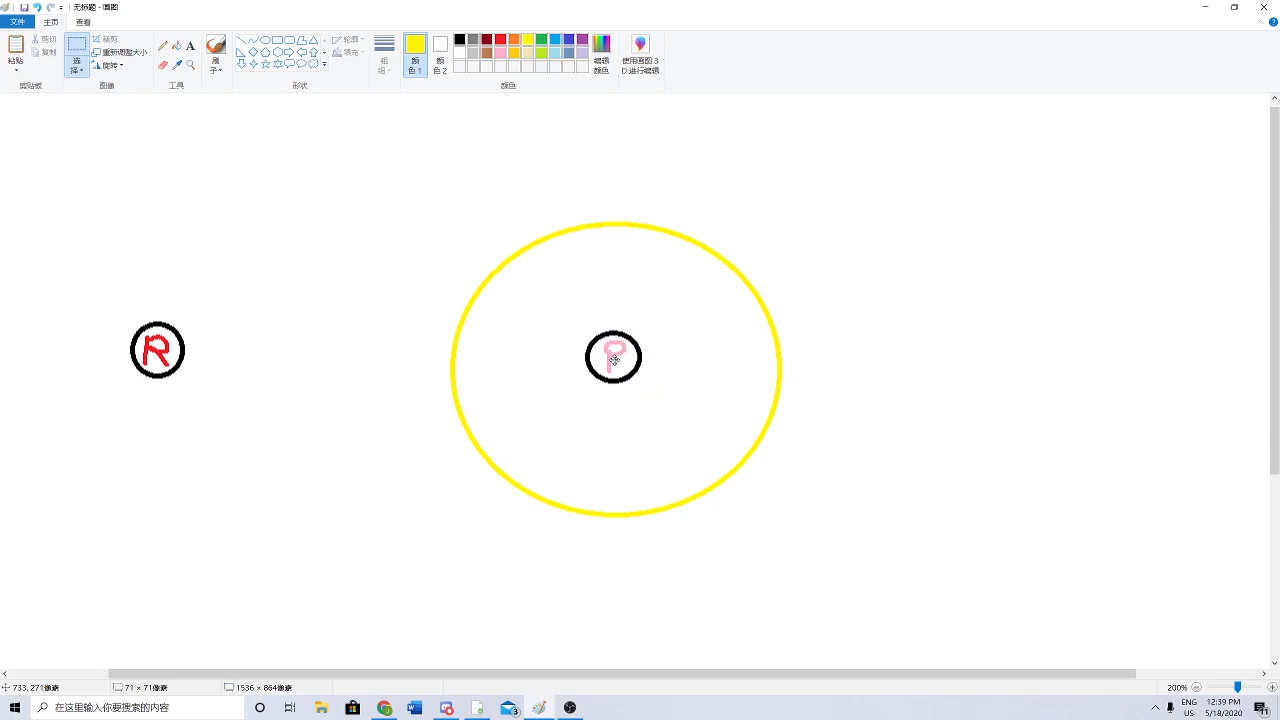 无标题 - 画图
文件 主页 查看
粘贴 剪切 复制 选择 裁剪 重新调整大小 旋转 A 刷子 轮廓 填充 粗细 颜色 1 颜色 2 编辑颜色 使用画图 3D 进行编辑
剪贴板 图像 工具 形状 颜色
R P
733, 271像素 71 × 71像素 1536 × 864像素 200%
在这里输入你要搜索的内容 W 3 ENG UC 12:39 PM 5/18/2020 11